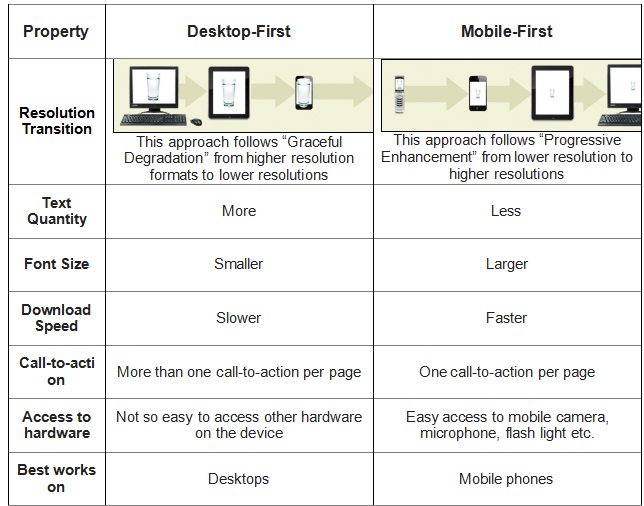 Property
Desktop-First
Mobile-First
Resolution
Transition
This approach follows “Graceful
Degradation” from higher resolution
formats to lower resolutions
This approach follows “Progressive
Enhancement” from lower resolution to
higher resolutions
Text
Quantity
More
Less
Font Size
Smaller
Larger
Download
Speed
Slower
Faster
Call-to-acti
on
More than one call-to-action per page
One call-to-action per page
Access to
hardware
Not so easy to access other hardware
on the device
Easy access to mobile camera,
microphone, flash light etc.
Best works
on
Desktops
Mobile phones